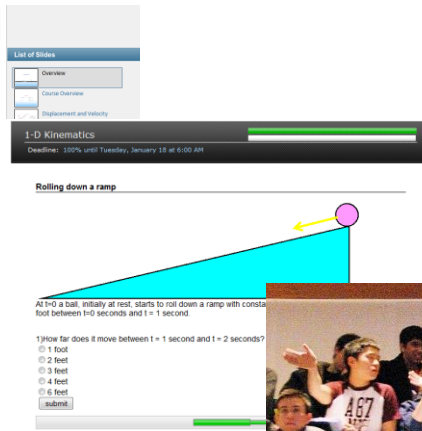 List of Slides
Overview
Course Overview
Displacement and Velocity
1-D Kinematics
Deadline: 100% until Tuesday, January 18 at 6:00 AM
Rolling down a ramp
At t=0 a ball, initially at rest, starts to roll down a ramp with consta
foot between t=0 seconds and t = 1 second.
1)How far does it move between t = 1 second and t = 2 seconds?
1 foot
2 feet
3 feet
4 feet
6 feet
submit
A67